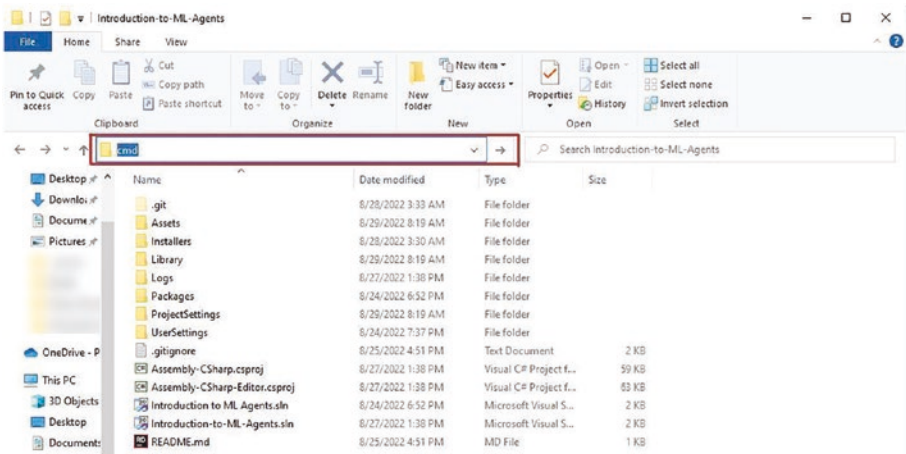 Introduction-to-ML-Agents
File Home Share View
Pin to Quick access
Copy
Paste
Cut
Copy path
Paste shortcut
Clipboard
Move to
Copy to
Delete
Rename
Organize
New folder
New item
Easy access
New
Properties
Open
Edit
History
Open
Select all
Select none
Invert selection
Select
cmd
Search Introduction-to-ML-Agents
Desktop
Downloa
Docume
Pictures
OneDrive - P
This PC
3D Objects
Desktop
Documents
Name Date modified Type Size
.git 8/28/2022 3:33 AM File folder
Assets 8/29/2022 8:19 AM File folder
Installers 8/28/2022 3:30 AM File folder
Library 8/29/2022 8:19 AM File folder
Logs 8/27/2022 1:38 PM File folder
Packages 8/24/2022 6:52 PM File folder
ProjectSettings 8/29/2022 8:19 AM File folder
UserSettings 8/24/2022 7:37 PM File folder
.gitignore 8/25/2022 4:51 PM Text Document 2 KB
Assembly-CSharp.csproj 8/27/2022 1:38 PM Visual C# Project f... 59 KB
Assembly-CSharp-Editor.csproj 8/27/2022 1:38 PM Visual C# Project f... 63 KB
Introduction to ML Agents.sln 8/24/2022 6:52 PM Microsoft Visual S... 2 KB
Introduction-to-ML-Agents.sln 8/27/2022 1:38 PM Microsoft Visual S... 2 KB
README.md 8/25/2022 4:51 PM MD File 1 KB